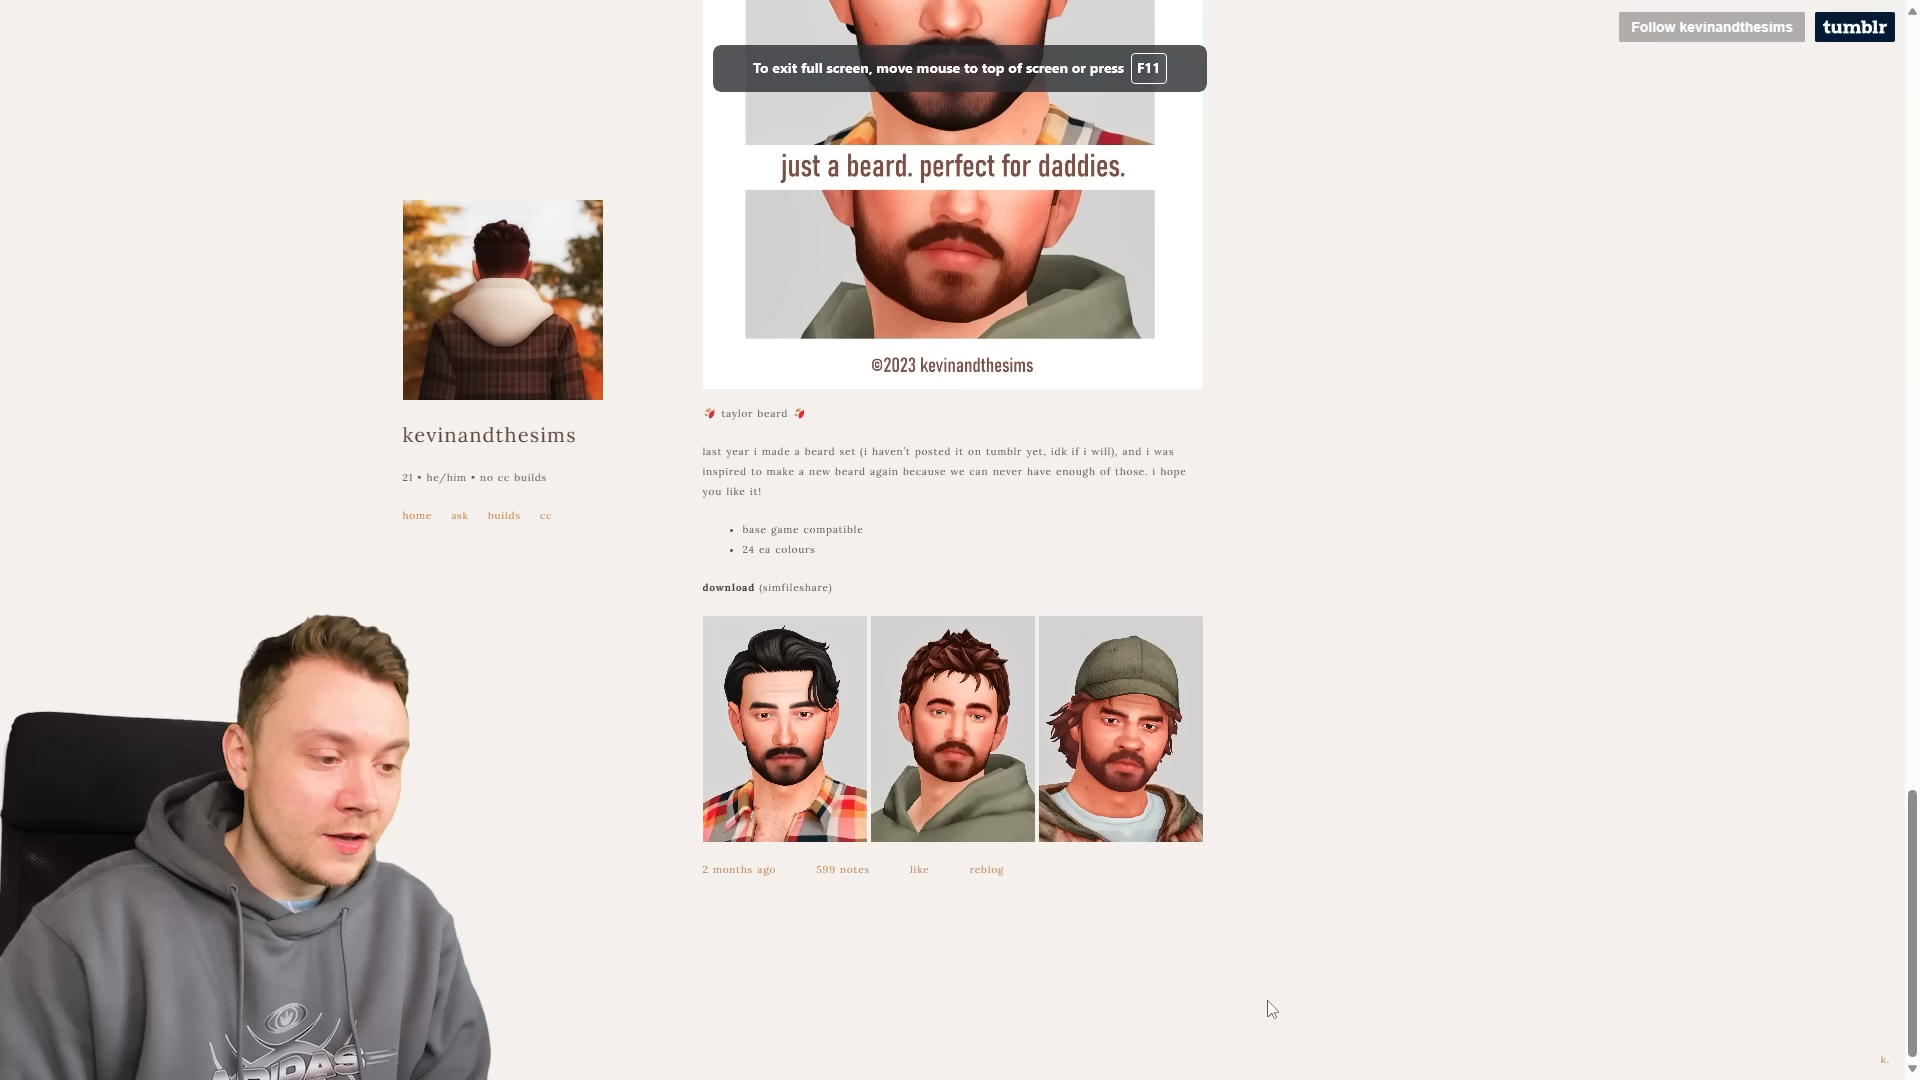 Follow kevinandthesims
tumblr
To exit full screen, move mouse to top of screen or press F11
just a beard. perfect for daddies.
©2023 kevinandthesims
kevinandthesims
21 • he/him • no cc builds
home ask builds cc
taylor beard
last year i made a beard set (i haven't posted it on tumblr yet, idk if i will), and i was
inspired to make a new beard again because we can never have enough of those. i hope
you like it!
• base game compatible
• 24 ea colours
download (simfileshare)
2 months ago 599 notes like reblog
ADIDAS
k.